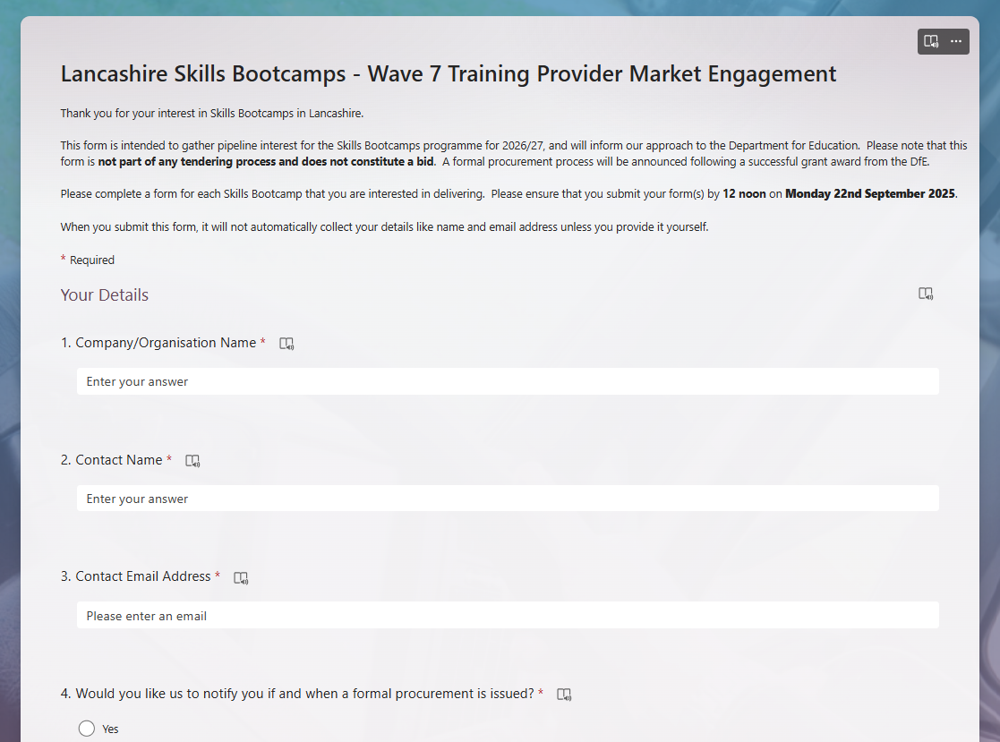 Lancashire Skills Bootcamps - Wave 7 Training Provider Market Engagement
Thank you for your interest in Skills Bootcamps in Lancashire.
This form is intended to gather pipeline interest for the Skills Bootcamps programme for 2026/27, and will inform our approach to the Department for Education.  Please note that this
form is not part of any tendering process and does not constitute a bid.  A formal procurement process will be announced following a successful grant award from the DfE.
Please complete a form for each Skills Bootcamp that you are interested in delivering.  Please ensure that you submit your form(s) by 12 noon on Monday 22nd September 2025.
When you submit this form, it will not automatically collect your details like name and email address unless you provide it yourself.
* Required
Your Details
1. Company/Organisation Name *
Enter your answer
2. Contact Name *
Enter your answer
3. Contact Email Address *
Please enter an email
4. Would you like us to notify you if and when a formal procurement is issued? *
Yes